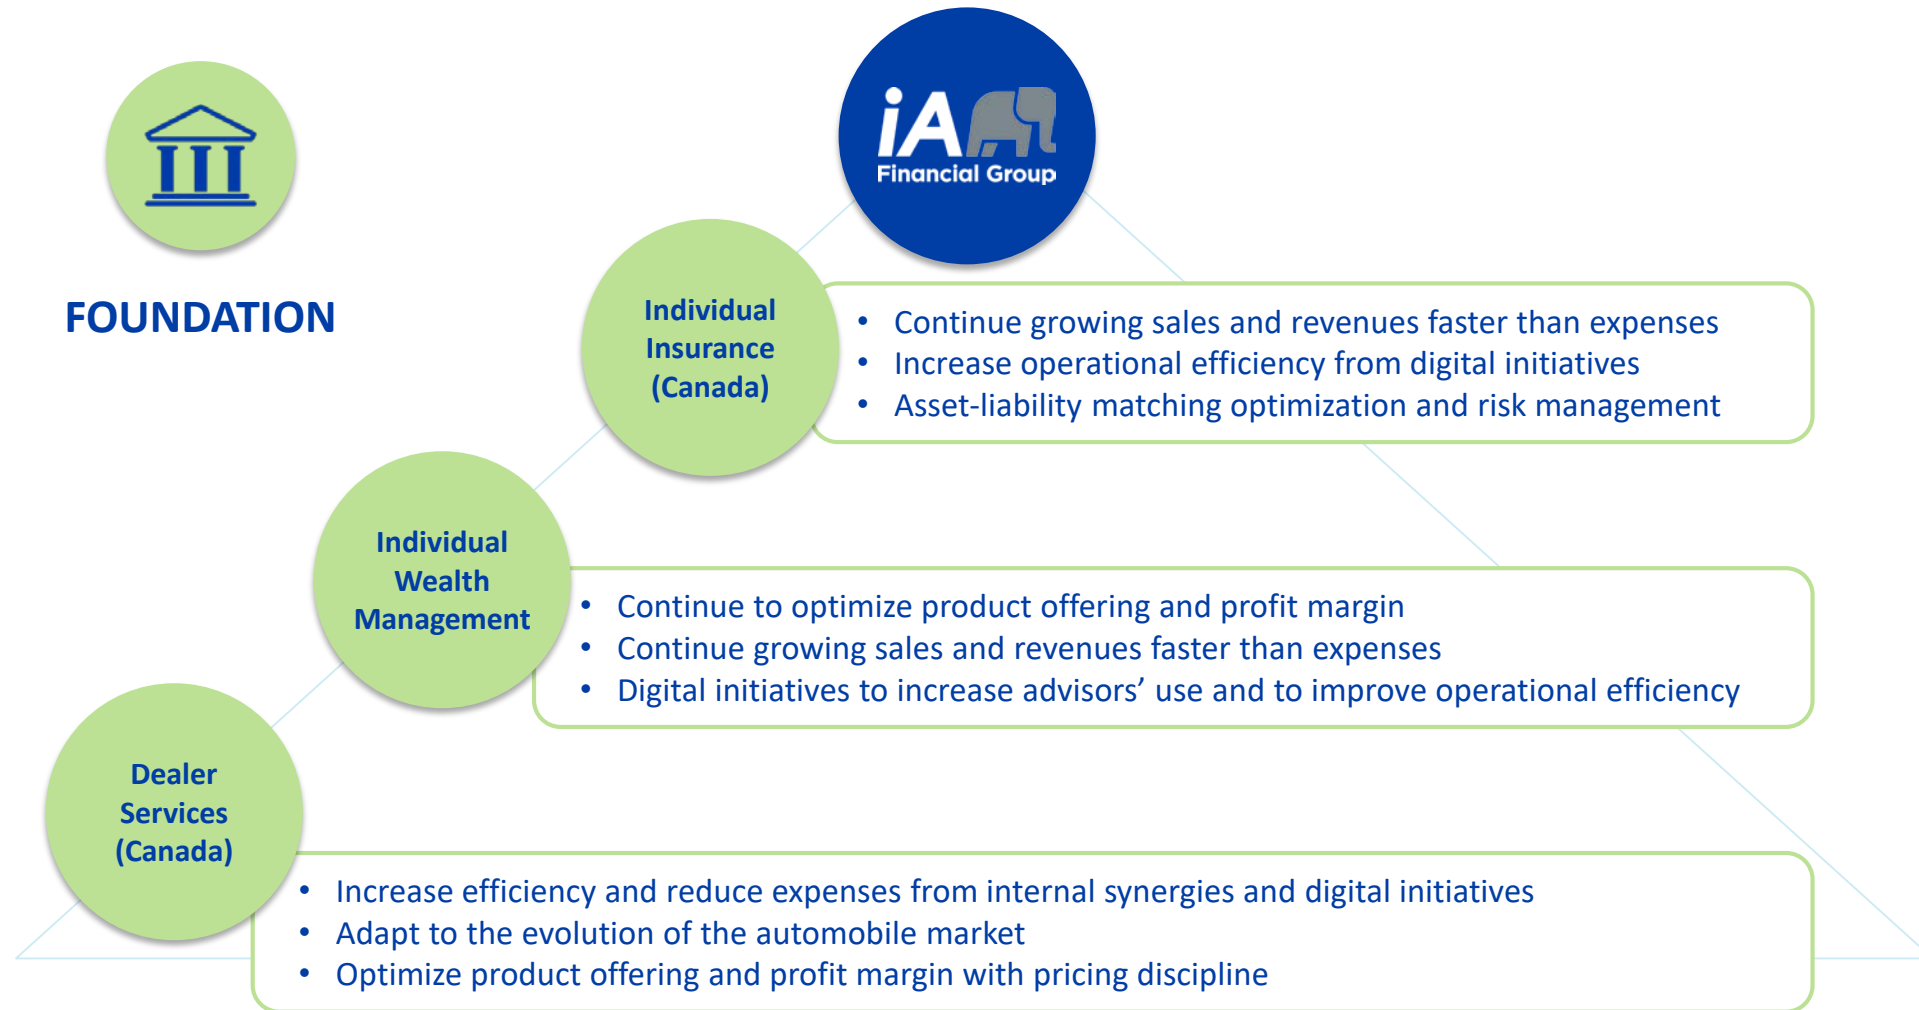 iA
Financial Group
FOUNDATION
Individual
Insurance
(Canada)
• Continue growing sales and revenues faster than expenses
• Increase operational efficiency from digital initiatives
• Asset-liability matching optimization and risk management
Individual
Wealth
Management
• Continue to optimize product offering and profit margin
• Continue growing sales and revenues faster than expenses
• Digital initiatives to increase advisors’ use and to improve operational efficiency
Dealer
Services
(Canada)
• Increase efficiency and reduce expenses from internal synergies and digital initiatives
• Adapt to the evolution of the automobile market
• Optimize product offering and profit margin with pricing discipline